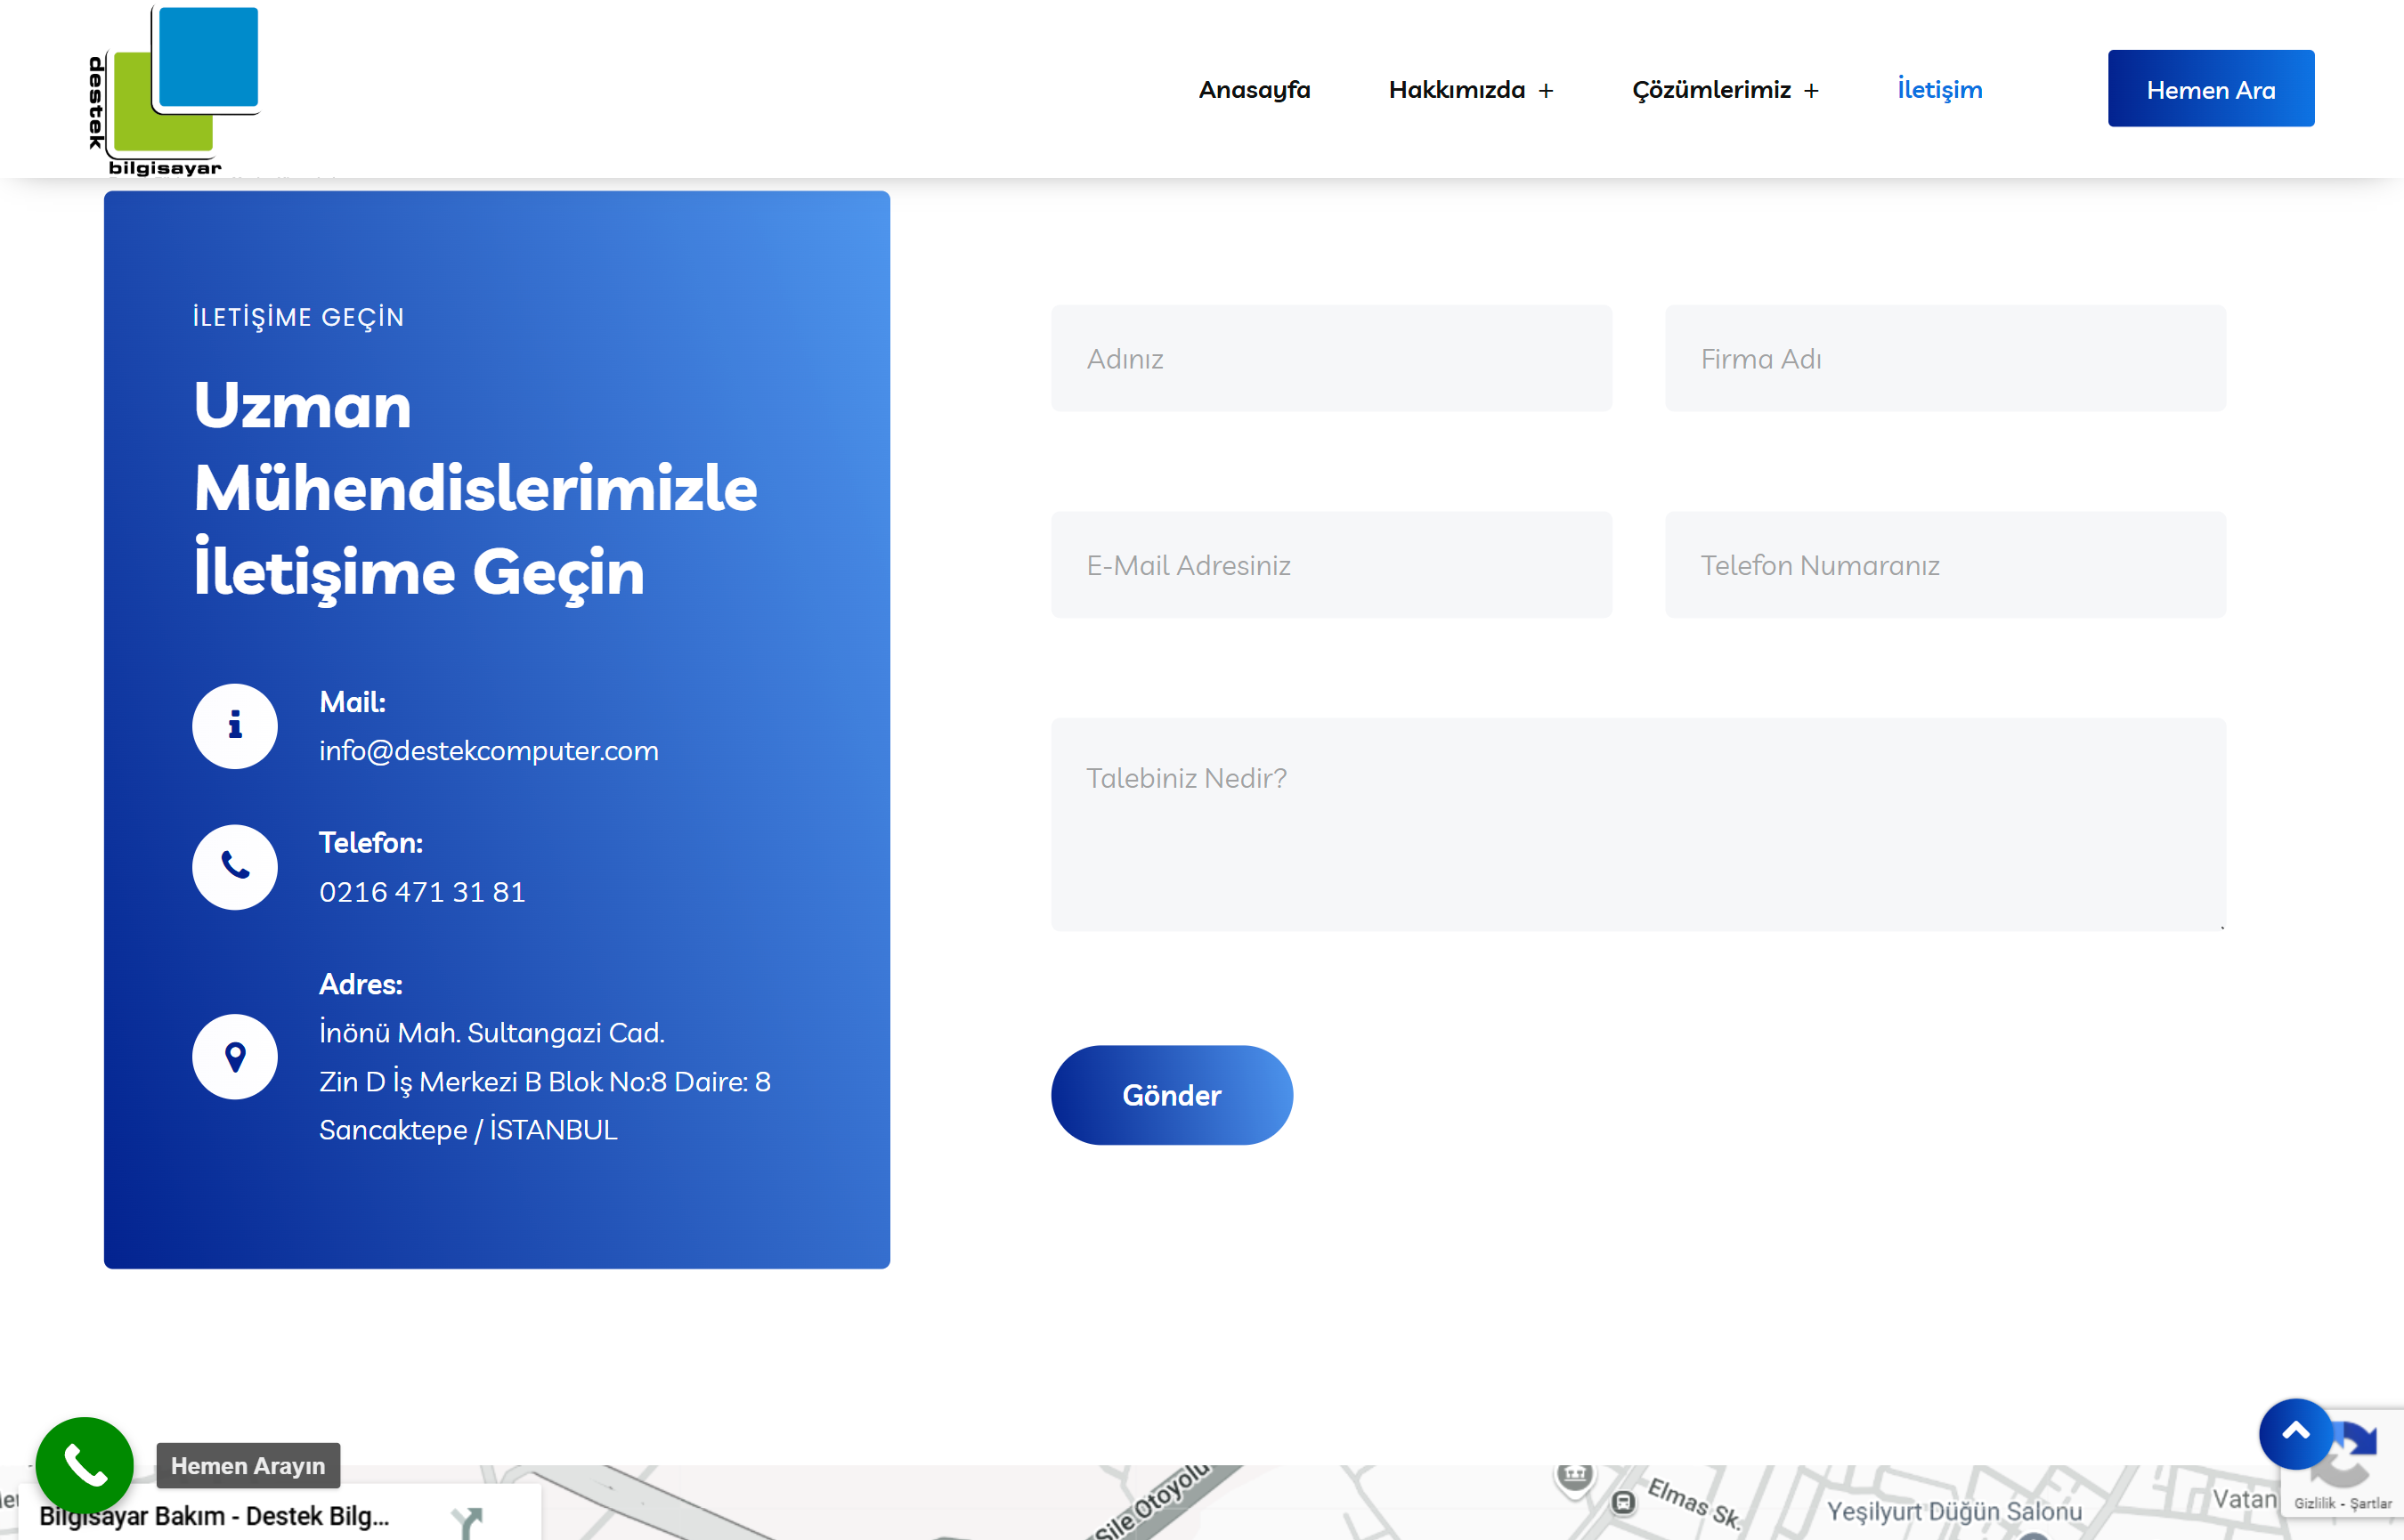 destek
bilgisayar
Anasayfa
Hakkımızda +
Çözümlerimiz +
İletişim
Hemen Ara
İLETİŞİME GEÇİN
Uzman
Mühendislerimizle
İletişime Geçin
Mail:
info@destekcomputer.com
Telefon:
0216 471 31 81
Adres:
İnönü Mah. Sultangazi Cad.
Zin D İş Merkezi B Blok No:8 Daire: 8
Sancaktepe / İSTANBUL
Adınız
Firma Adı
E-Mail Adresiniz
Telefon Numaranız
Talebiniz Nedir?
Gönder
Hemen Arayın
Bilgisayar Bakım - Destek Bilg...
Şile Otoyolu
Elmas Sk.
Yeşilyurt Düğün Salonu
Vatan
Gizlilik - Şartlar